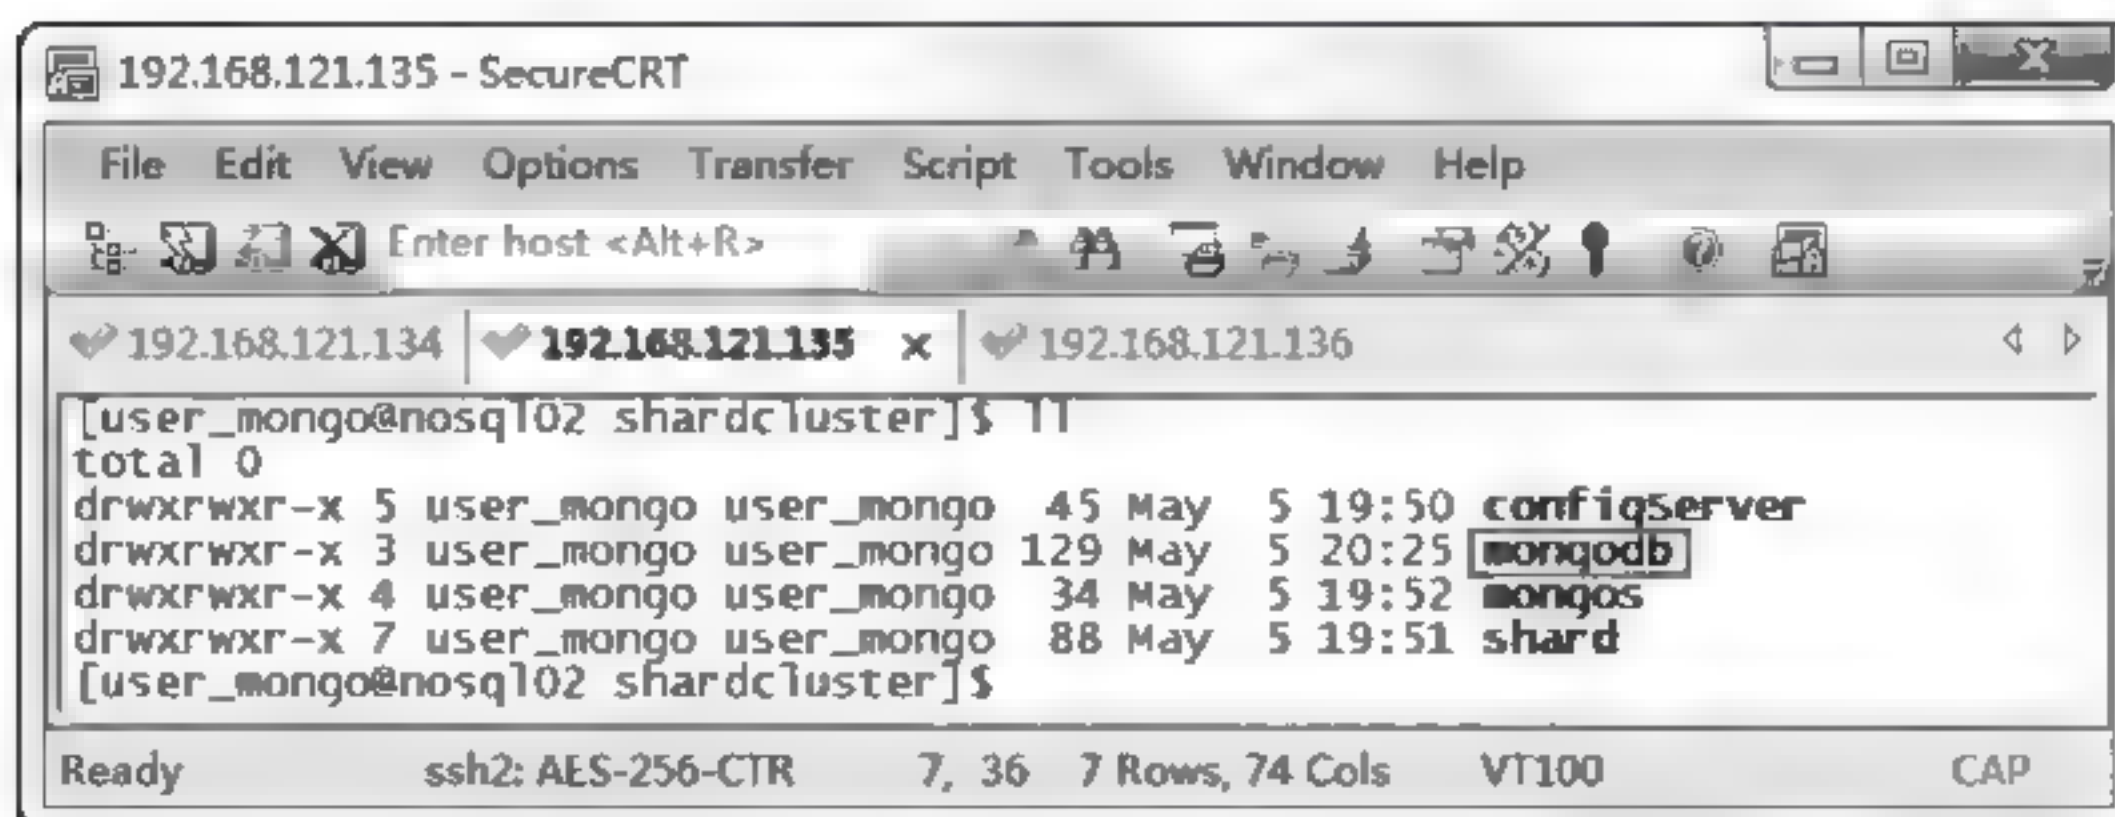 192.168.121.135 - SecureCRT
File Edit View Options Transfer Script Tools Window Help
Enter host <Alt+R>
192.168.121.134 192.168.121.135 x 192.168.121.136
[user_mongo@nosql02 shardcluster]$ ll
total 0
drwxrwxr-x 5 user_mongo user_mongo  45 May  5 19:50 configserver
drwxrwxr-x 3 user_mongo user_mongo 129 May  5 20:25 mongodb
drwxrwxr-x 4 user_mongo user_mongo  34 May  5 19:52 mongos
drwxrwxr-x 7 user_mongo user_mongo  88 May  5 19:51 shard
[user_mongo@nosql02 shardcluster]$
Ready ssh2: AES-256-CTR 7, 36 7 Rows, 74 Cols VT100 CAP